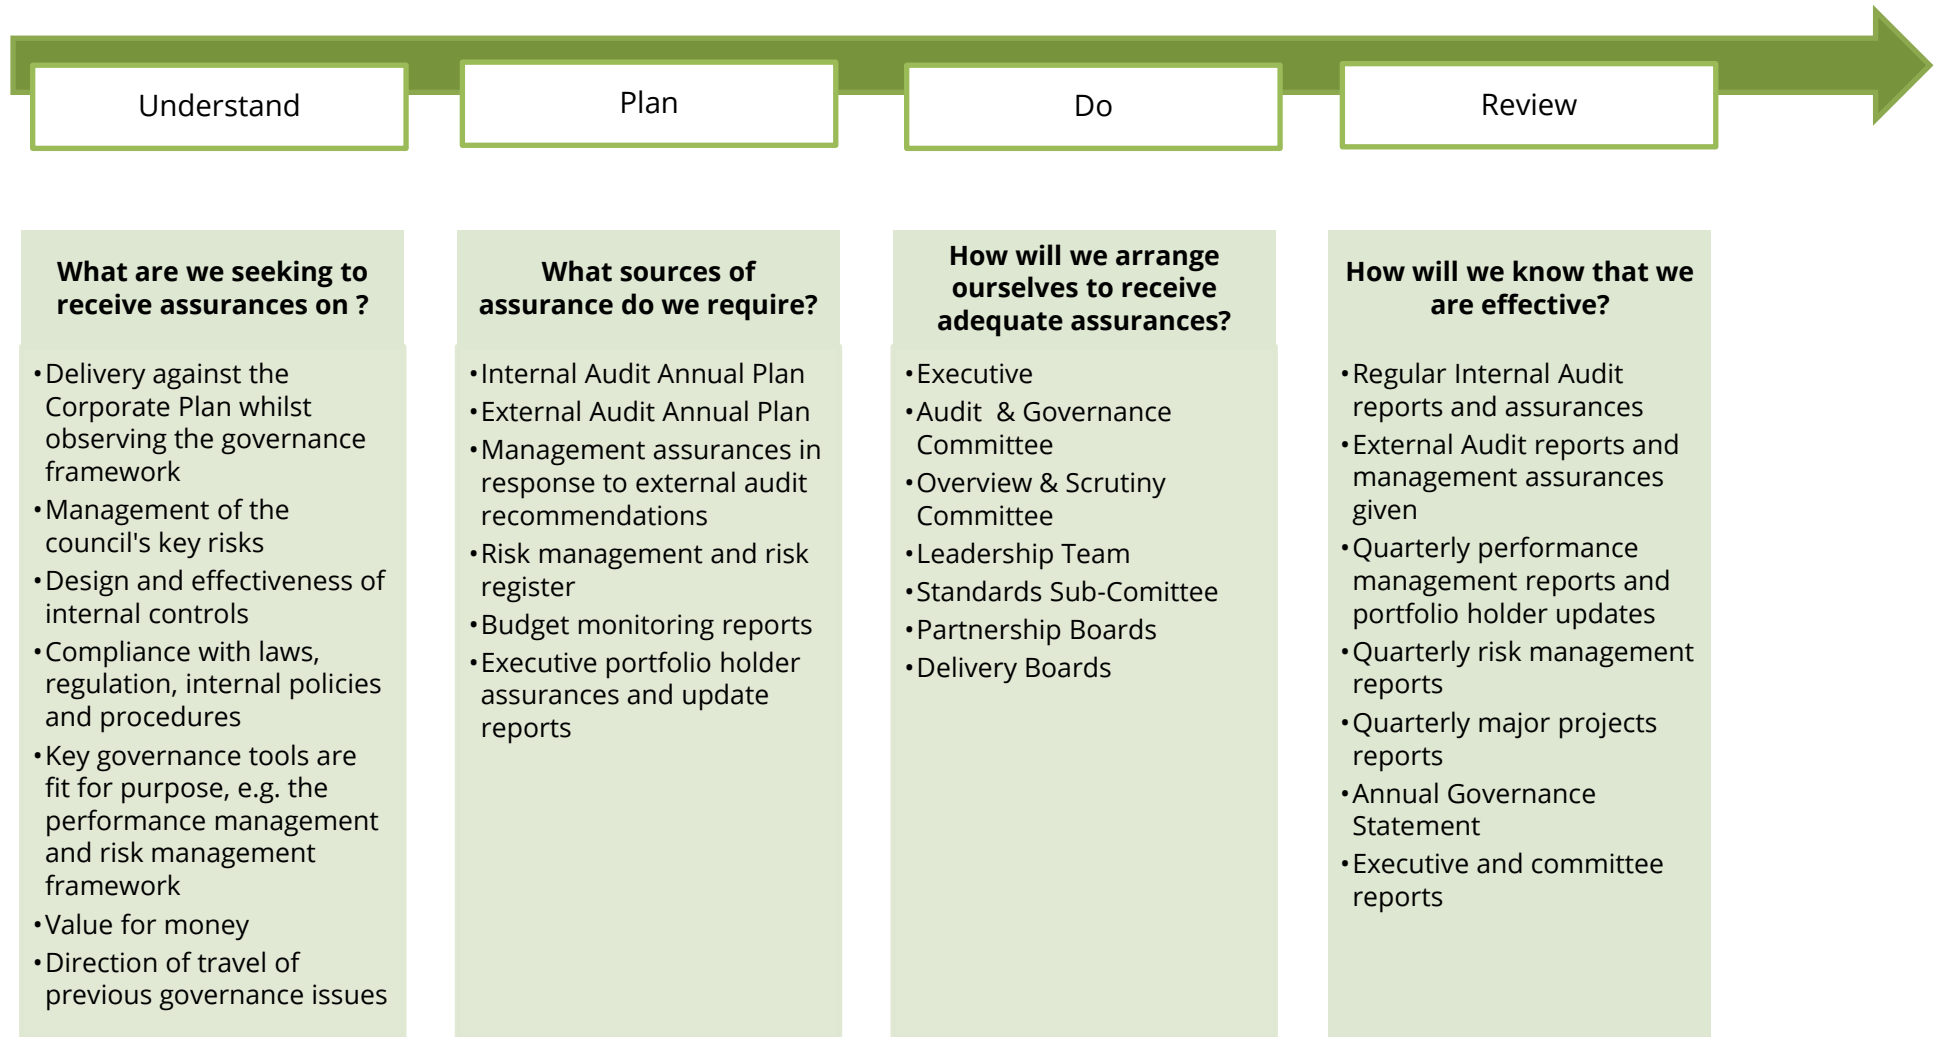 Understand
Plan
Do
Review
What are we seeking to
receive assurances on ?
•Delivery against the
Corporate Plan whilst
observing the governance
framework
•Management of the
council's key risks
•Design and effectiveness of
internal controls
•Compliance with laws,
regulation, internal policies
and procedures
•Key governance tools are
fit for purpose, e.g. the
performance management
and risk management
framework
•Value for money
•Direction of travel of
previous governance issues
What sources of
assurance do we require?
•Internal Audit Annual Plan
•External Audit Annual Plan
•Management assurances in
response to external audit
recommendations
•Risk management and risk
register
•Budget monitoring reports
•Executive portfolio holder
assurances and update
reports
How will we arrange
ourselves to receive
adequate assurances?
•Executive
•Audit & Governance
Committee
•Overview & Scrutiny
Committee
•Leadership Team
•Standards Sub-Comittee
•Partnership Boards
•Delivery Boards
How will we know that we
are effective?
•Regular Internal Audit
reports and assurances
•External Audit reports and
management assurances
given
•Quarterly performance
management reports and
portfolio holder updates
•Quarterly risk management
reports
•Quarterly major projects
reports
•Annual Governance
Statement
•Executive and committee
reports